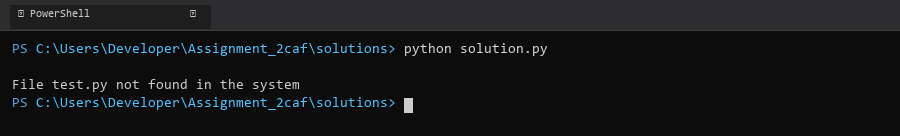 PowerShell
PS C:\Users\Developer\Assignment_2caf\solutions> python solution.py
File test.py not found in the system
PS C:\Users\Developer\Assignment_2caf\solutions>